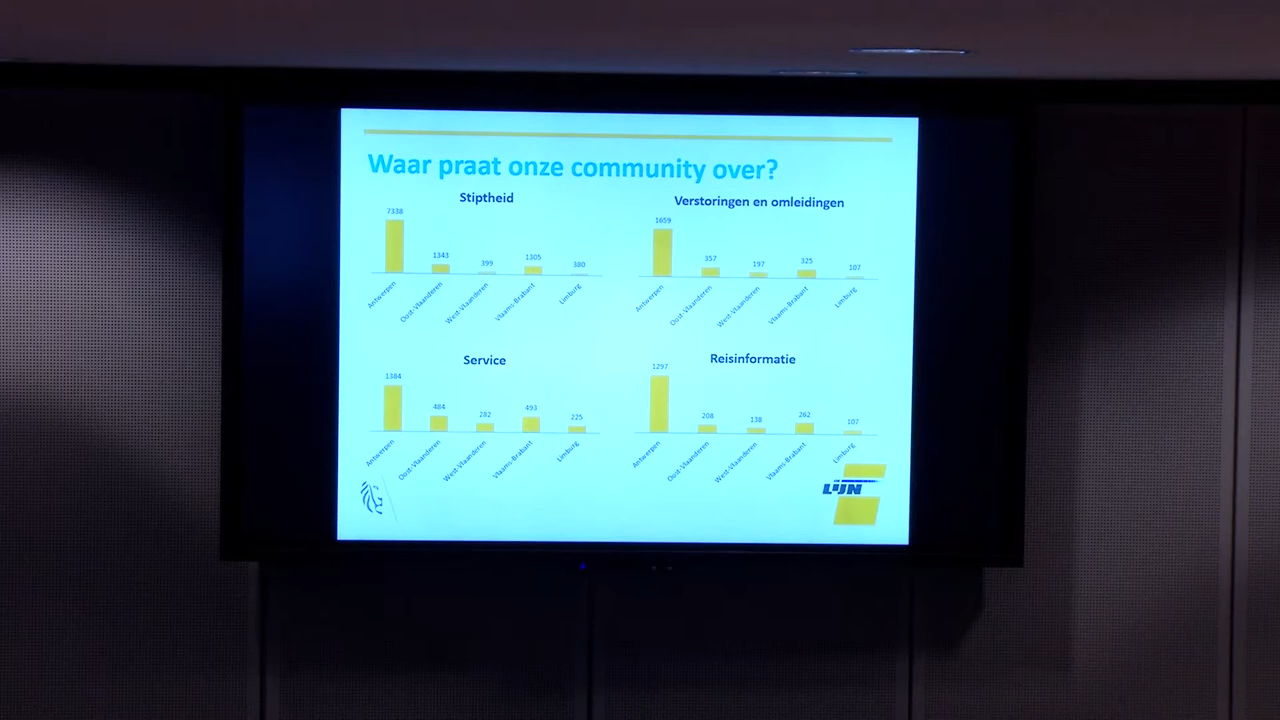 Waar praat onze community over?
Stiptheid
7338
1343
399
1305
380
Antwerpen
Oost-Vlaanderen
West-Vlaanderen
Vlaams-Brabant
Limburg
Verstoringen en omleidingen
1659
357
197
325
107
Antwerpen
Oost-Vlaanderen
West-Vlaanderen
Vlaams-Brabant
Limburg
Service
1384
484
282
493
225
Antwerpen
Oost-Vlaanderen
West-Vlaanderen
Vlaams-Brabant
Limburg
Reisinformatie
1297
208
138
262
107
Antwerpen
Oost-Vlaanderen
West-Vlaanderen
Vlaams-Brabant
Limburg
LIJN